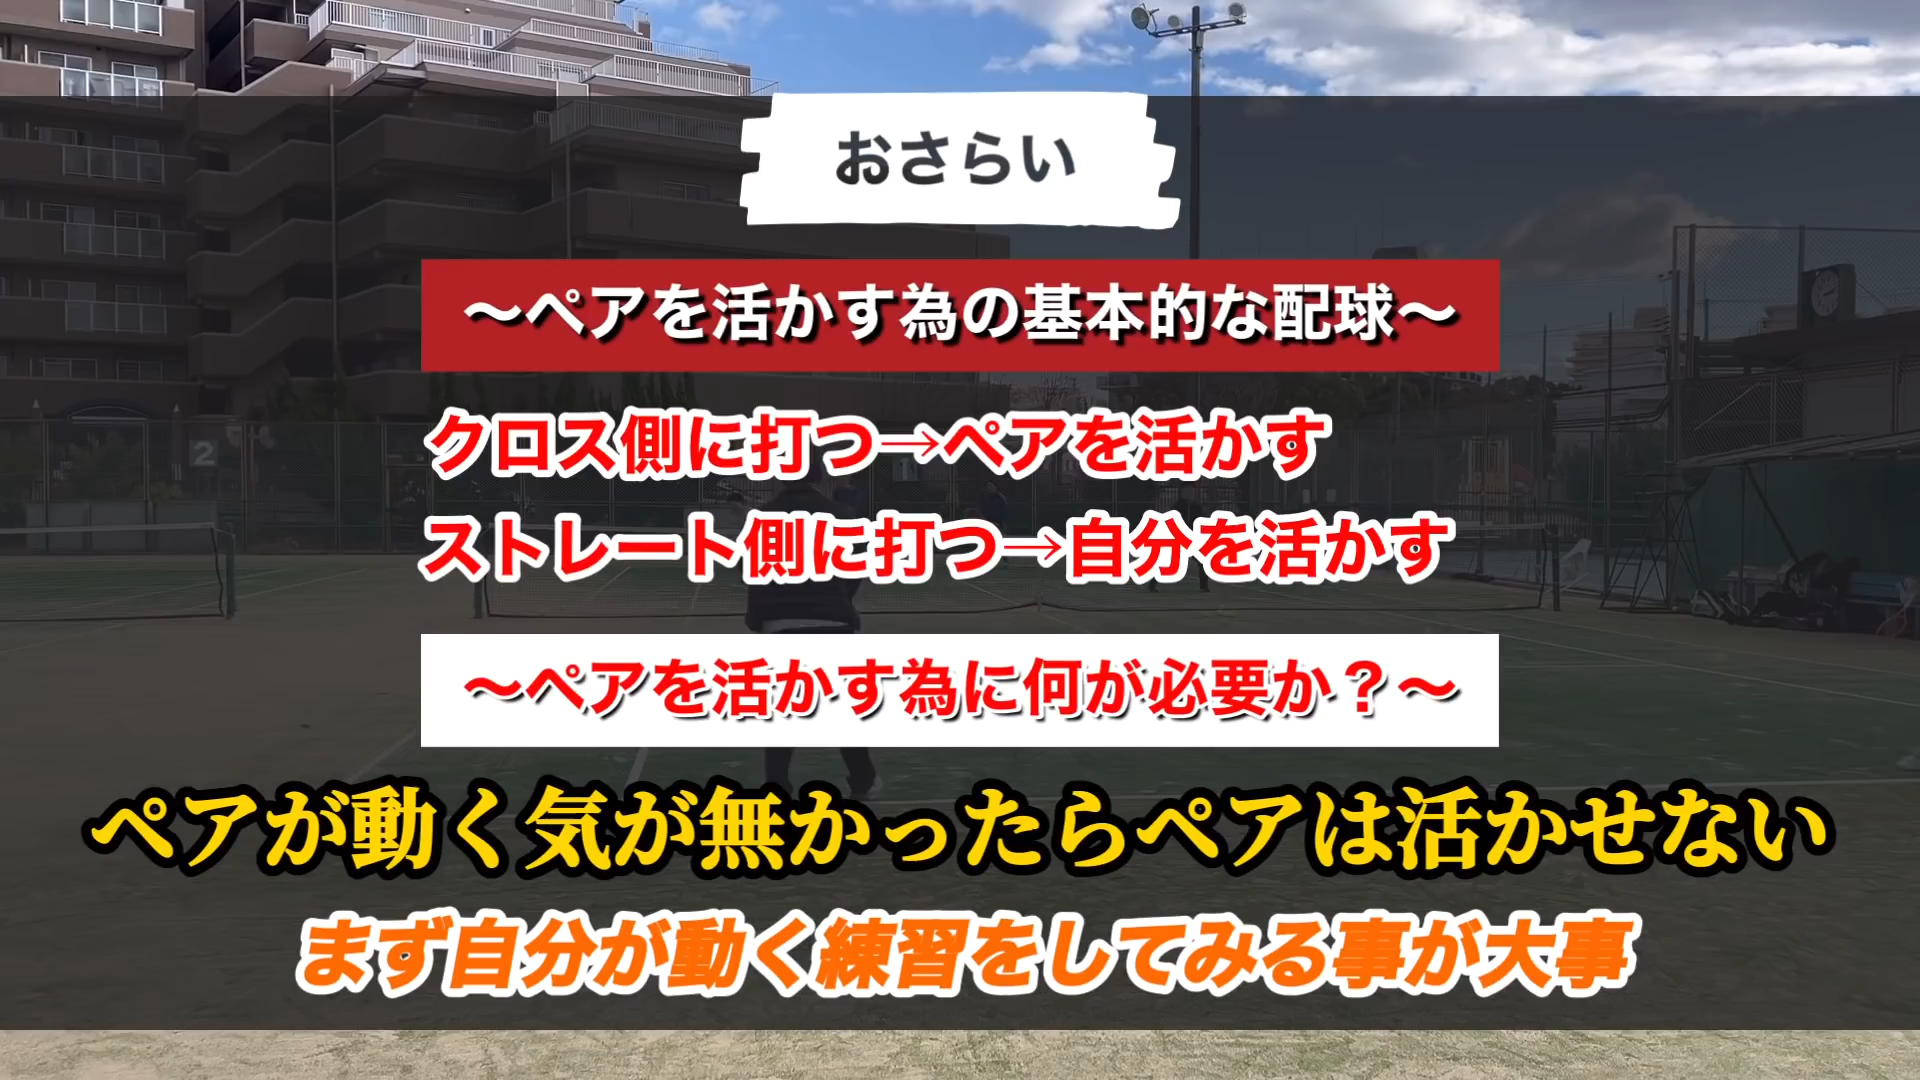 おさらい
〜ペアを活かす為の基本的な配球〜
クロス側に打つ→ペアを活かす
ストレート側に打つ→自分を活かす
〜ペアを活かす為に何が必要か？〜
ペアが動く気が無かったらペアは活かせない
まず自分が動く練習をしてみる事が大事
2
1